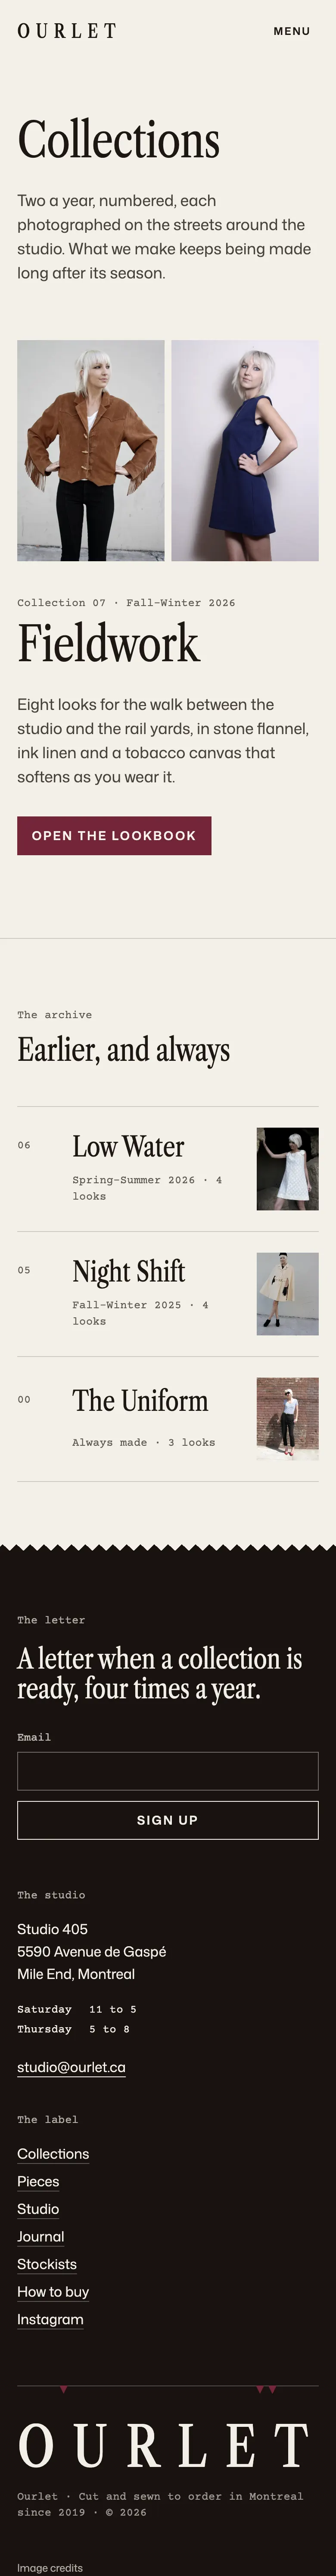 OURLET
MENU
Collections
Two a year, numbered, each
photographed on the streets around the
studio. What we make keeps being made
long after its season.
Collection 07 · Fall-Winter 2026
Fieldwork
Eight looks for the walk between the
studio and the rail yards, in stone flannel,
ink linen and a tobacco canvas that
softens as you wear it.
OPEN THE LOOKBOOK
The archive
Earlier, and always
06
Low Water
Spring-Summer 2026 · 4
looks
05
Night Shift
Fall-Winter 2025 · 4
looks
00
The Uniform
Always made · 3 looks
The letter
A letter when a collection is
ready, four times a year.
Email
SIGN UP
The studio
Studio 405
5590 Avenue de Gaspé
Mile End, Montreal
Saturday 11 to 5
Thursday 5 to 8
studio@ourlet.ca
The label
Collections
Pieces
Studio
Journal
Stockists
How to buy
Instagram
OURLET
Ourlet · Cut and sewn to order in Montreal
since 2019 · © 2026
Image credits